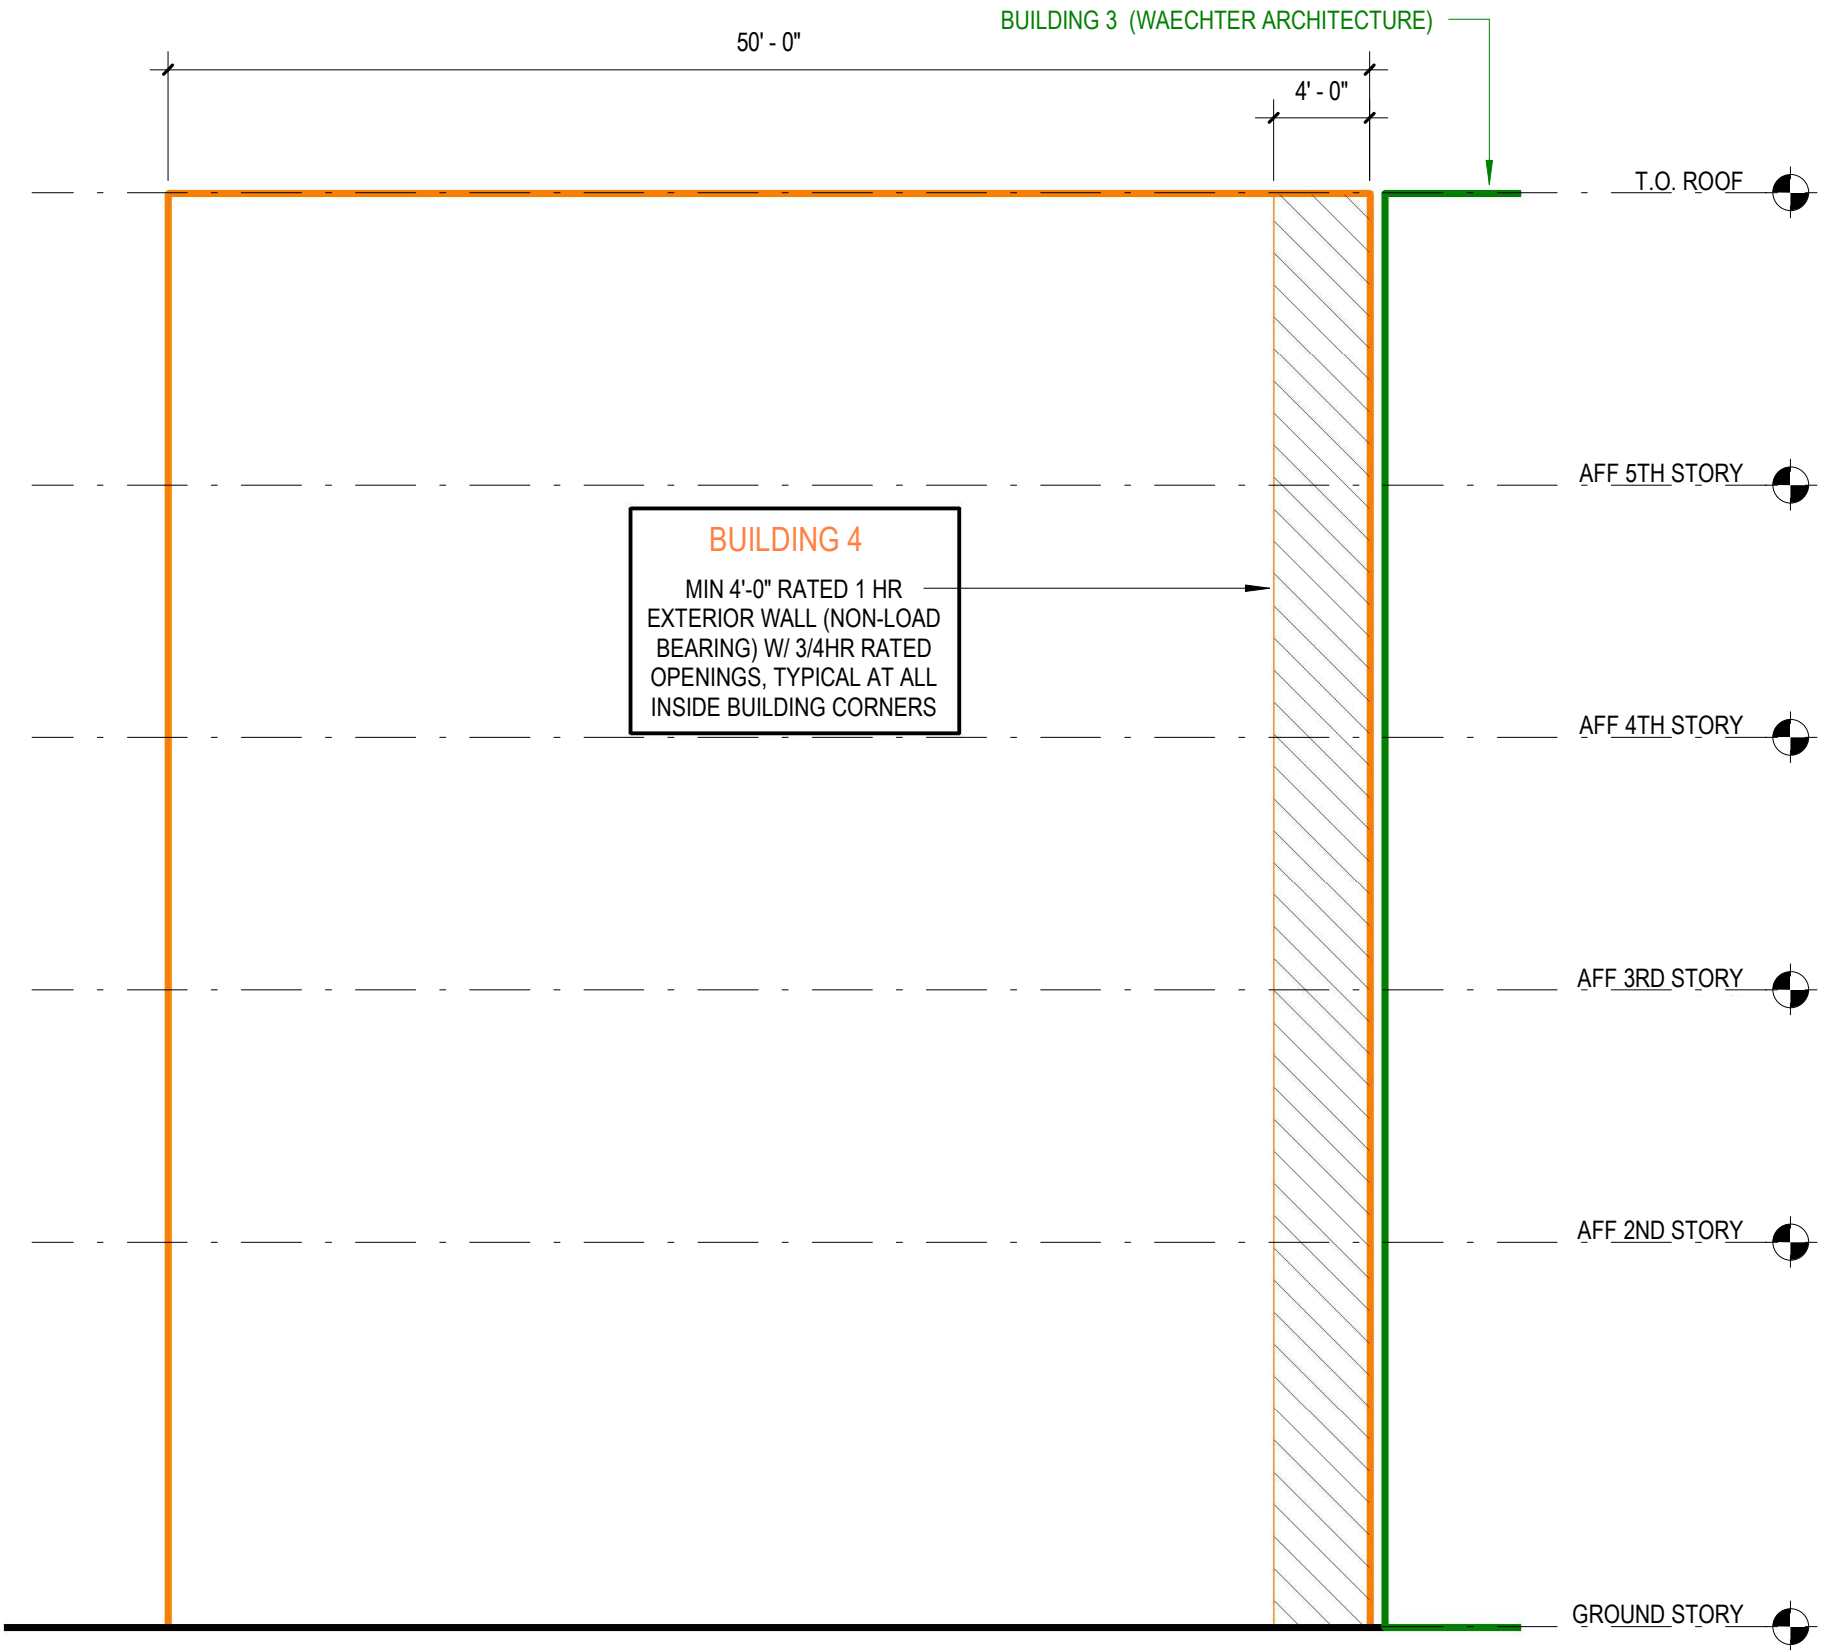 BUILDING 3 (WAECHTER ARCHITECTURE)
50' - 0"
4' - 0"
T.O. ROOF
AFF 5TH STORY
BUILDING 4
MIN 4'-0" RATED 1 HR
EXTERIOR WALL (NON-LOAD
BEARING) W/ 3/4HR RATED
OPENINGS, TYPICAL AT ALL
INSIDE BUILDING CORNERS
AFF 4TH STORY
AFF 3RD STORY
AFF 2ND STORY
GROUND STORY